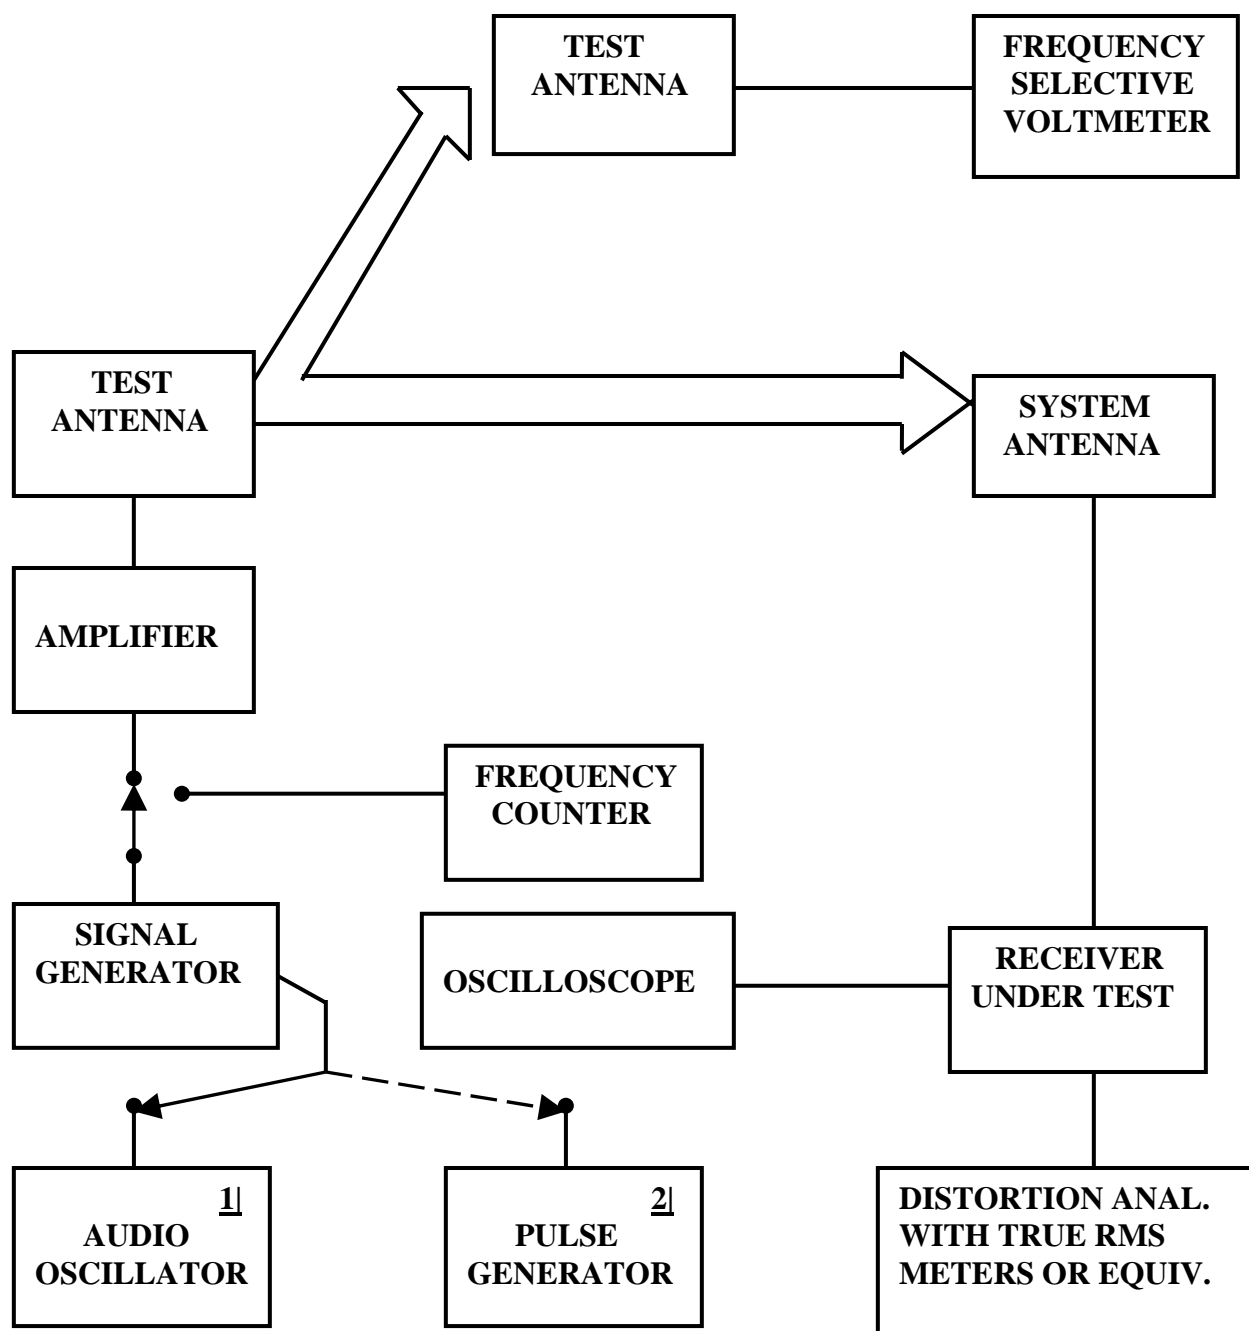 TEST
ANTENNA
FREQUENCY
SELECTIVE
VOLTMETER
TEST
ANTENNA
SYSTEM
ANTENNA
AMPLIFIER
FREQUENCY
COUNTER
SIGNAL
GENERATOR
OSCILLOSCOPE
RECEIVER
UNDER TEST
1|
AUDIO
OSCILLATOR
2|
PULSE
GENERATOR
DISTORTION ANAL.
WITH TRUE RMS
METERS OR EQUIV.